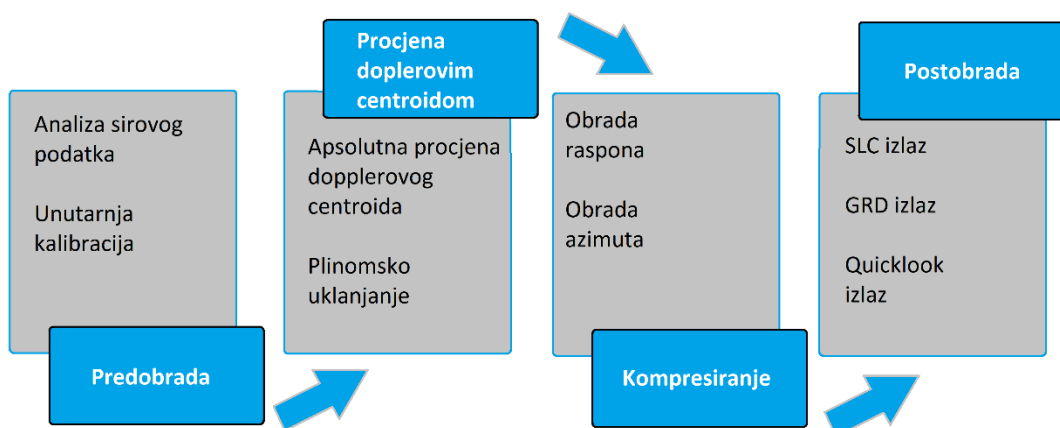 Analiza sirovog
podatka
Unutarnja
kalibracija
Predobrada
Procjena
doplerovim
centroidom
Apsolutna procjena
dopplerovog
centroida
Plinomsko
uklanjanje
Obrada
raspona
Obrada
azimuta
Kompresiranje
Postobrada
SLC izlaz
GRD izlaz
Quicklook
izlaz